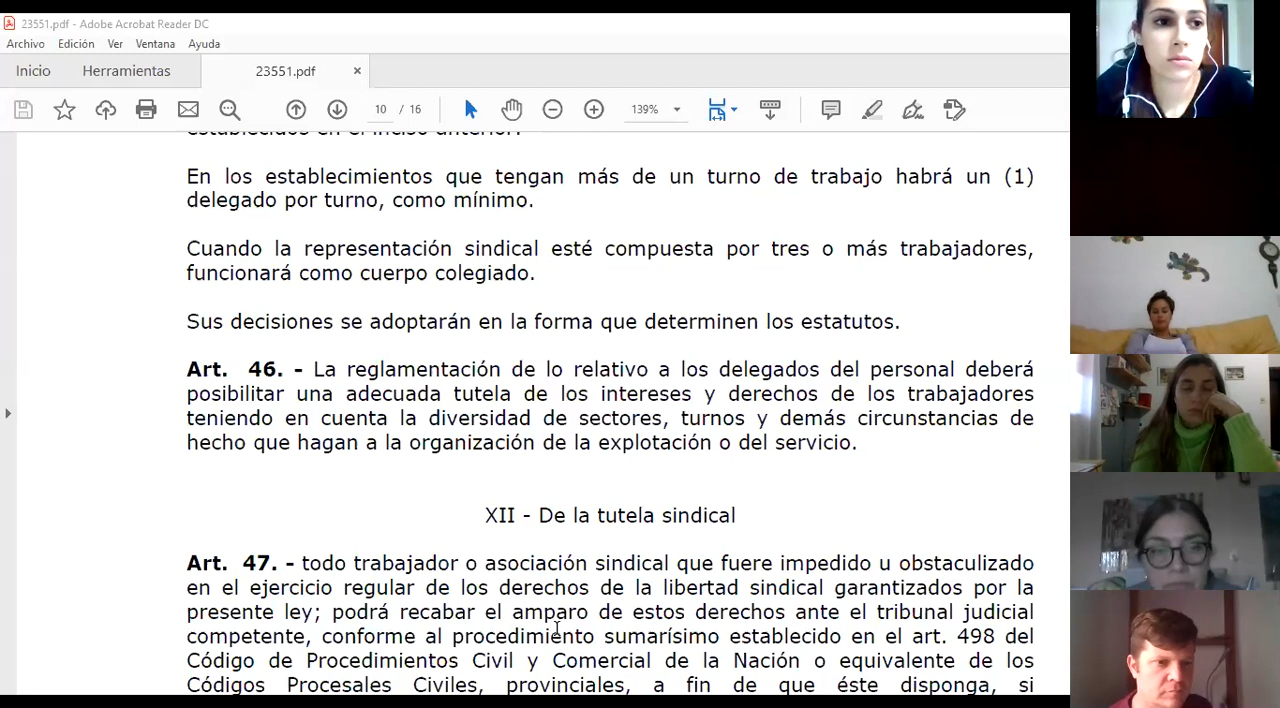 23551.pdf - Adobe Acrobat Reader DC
Archivo Edición Ver Ventana Ayuda
Inicio Herramientas 23551.pdf ×
10 / 16 139%
establecidos en el inciso anterior.
En los establecimientos que tengan más de un turno de trabajo habrá un (1)
delegado por turno, como mínimo.
Cuando la representación sindical esté compuesta por tres o más trabajadores,
funcionará como cuerpo colegiado.
Sus decisiones se adoptarán en la forma que determinen los estatutos.
Art. 46. - La reglamentación de lo relativo a los delegados del personal deberá
posibilitar una adecuada tutela de los intereses y derechos de los trabajadores
teniendo en cuenta la diversidad de sectores, turnos y demás circunstancias de
hecho que hagan a la organización de la explotación o del servicio.
XII - De la tutela sindical
Art. 47. - todo trabajador o asociación sindical que fuere impedido u obstaculizado
en el ejercicio regular de los derechos de la libertad sindical garantizados por la
presente ley; podrá recabar el amparo de estos derechos ante el tribunal judicial
competente, conforme al procedimiento sumarísimo establecido en el art. 498 del
Código de Procedimientos Civil y Comercial de la Nación o equivalente de los
Códigos Procesales Civiles, provinciales, a fin de que éste disponga, si